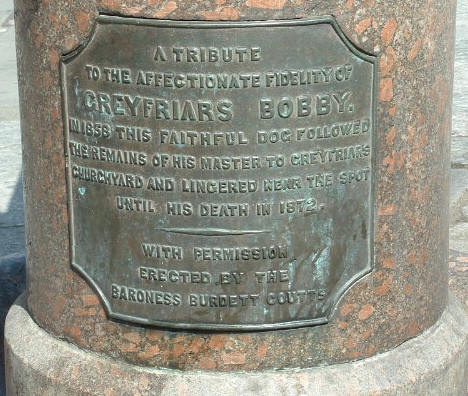 A TRIBUTE
TO THE AFFECTIONATE FIDELITY OF
GREYFRIARS BOBBY.
IN 1858 THIS FAITHFUL DOG FOLLOWED
THE REMAINS OF HIS MASTER TO GREYFRIARS
CHURCHYARD AND LINGERED NEAR THE SPOT
UNTIL HIS DEATH IN 1872.
WITH PERMISSION
ERECTED BY THE
BARONESS BURDETT COUTTS